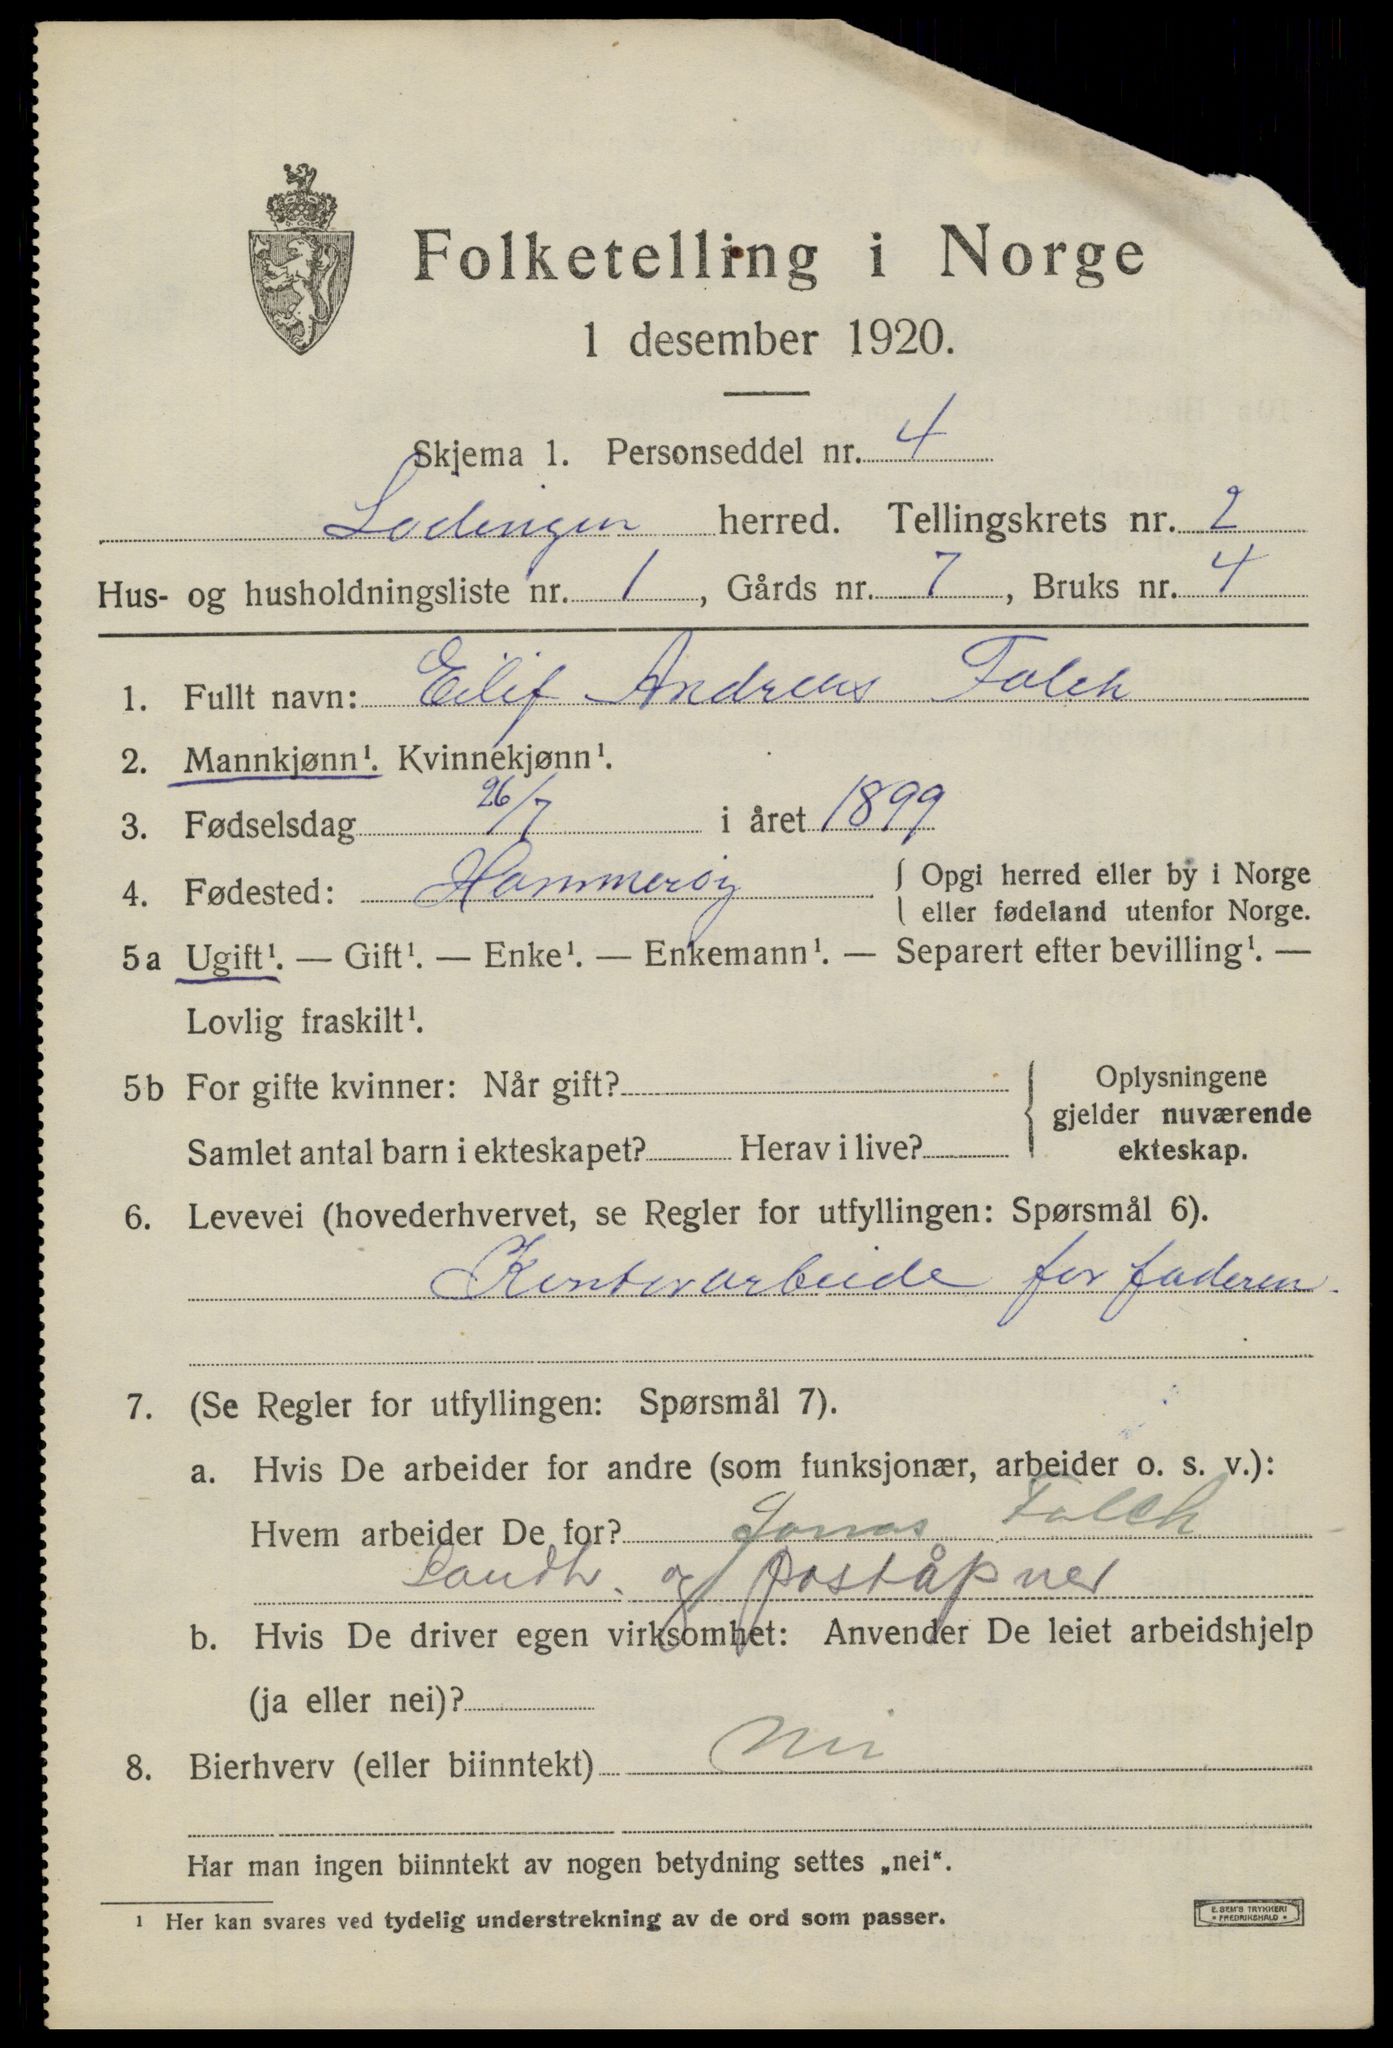 Folketelling i Norge
1 desember 1920.
Skjema 1. Personseddel nr. 4
Lodingen herred. Tellingskrets nr. 2
Hus- og husholdningsliste nr. 1, Gårds nr. 7, Bruks nr. 4
1. Fullt navn: Eilif Andreas Falch
2. Mannkjønn¹. Kvinnekjønn¹.
3. Fødselsdag 26/7 i året 1899
4. Fødested: Hammerøy { Opgi herred eller by i Norge
eller fødeland utenfor Norge.
5a Ugift¹. — Gift¹. — Enke¹. — Enkemann¹. — Separert efter bevilling¹. —
Lovlig fraskilt¹.
5b For gifte kvinner: Når gift?
Samlet antal barn i ekteskapet? Herav i live?
Oplysningene
gjelder nuværende
ekteskap.
6. Levevei (hovederhvervet, se Regler for utfyllingen: Spørsmål 6).
Kontorarbeide for faderen.
7. (Se Regler for utfyllingen: Spørsmål 7).
a. Hvis De arbeider for andre (som funksjonær, arbeider o. s. v.):
Hvem arbeider De for? Jonas Falch
Landh. og poståpner
b. Hvis De driver egen virksomhet: Anvender De leiet arbeidshjelp
(ja eller nei)?
8. Bierhverv (eller biinntekt) Nei
Har man ingen biinntekt av nogen betydning settes „nei“.
¹ Her kan svares ved tydelig understrekning av de ord som passer.
E. SEM'S TRYKKERI
• FREDRIKSHALD •